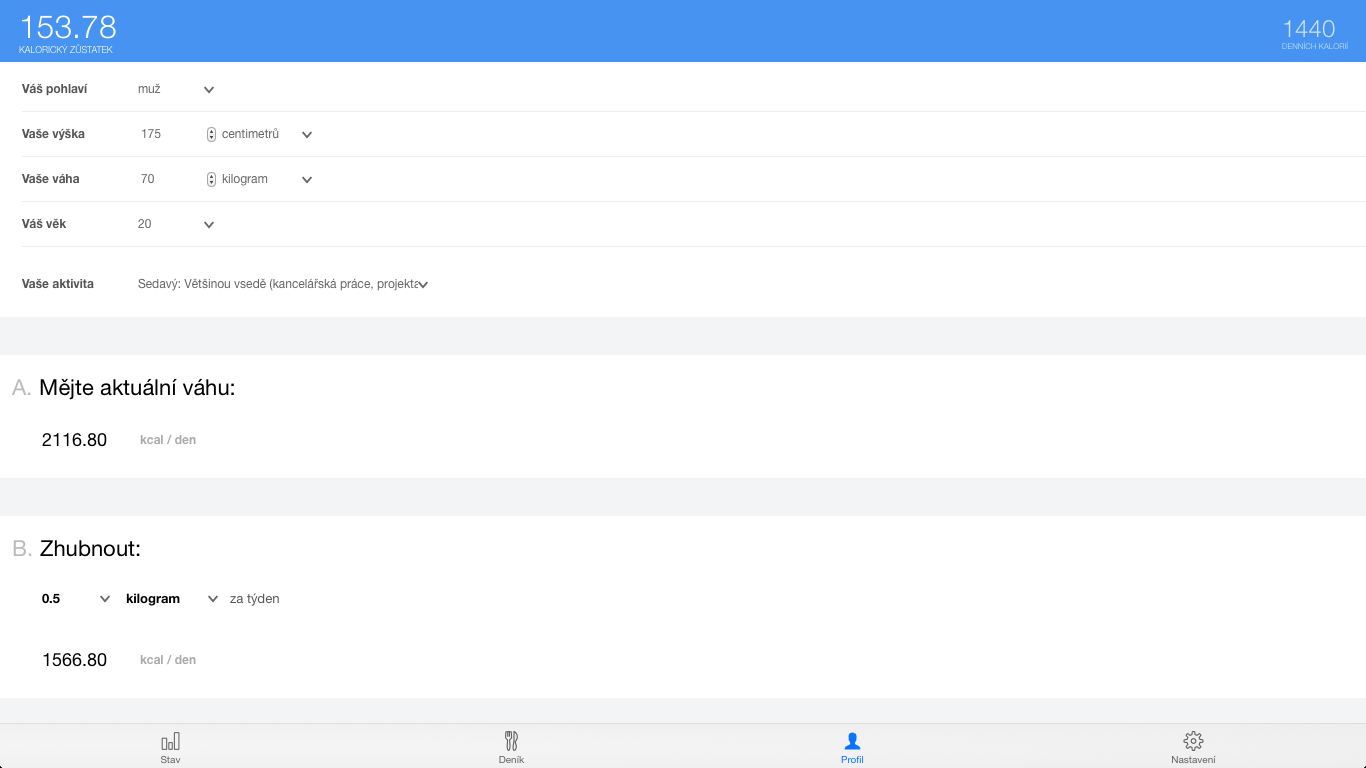 153.78
KALORICKÝ ZŮSTATEK
1440
DENNÍCH KALORIÍ
Váš pohlaví muž
Vaše výška 175 centimetrů
Vaše váha 70 kilogram
Váš věk 20
Vaše aktivita Sedavý: Většinou vsedě (kancelářská práce, projekta
A. Mějte aktuální váhu:
2116.80 kcal / den
B. Zhubnout:
0.5 kilogram za týden
1566.80 kcal / den
Stav Deník Profil Nastavení